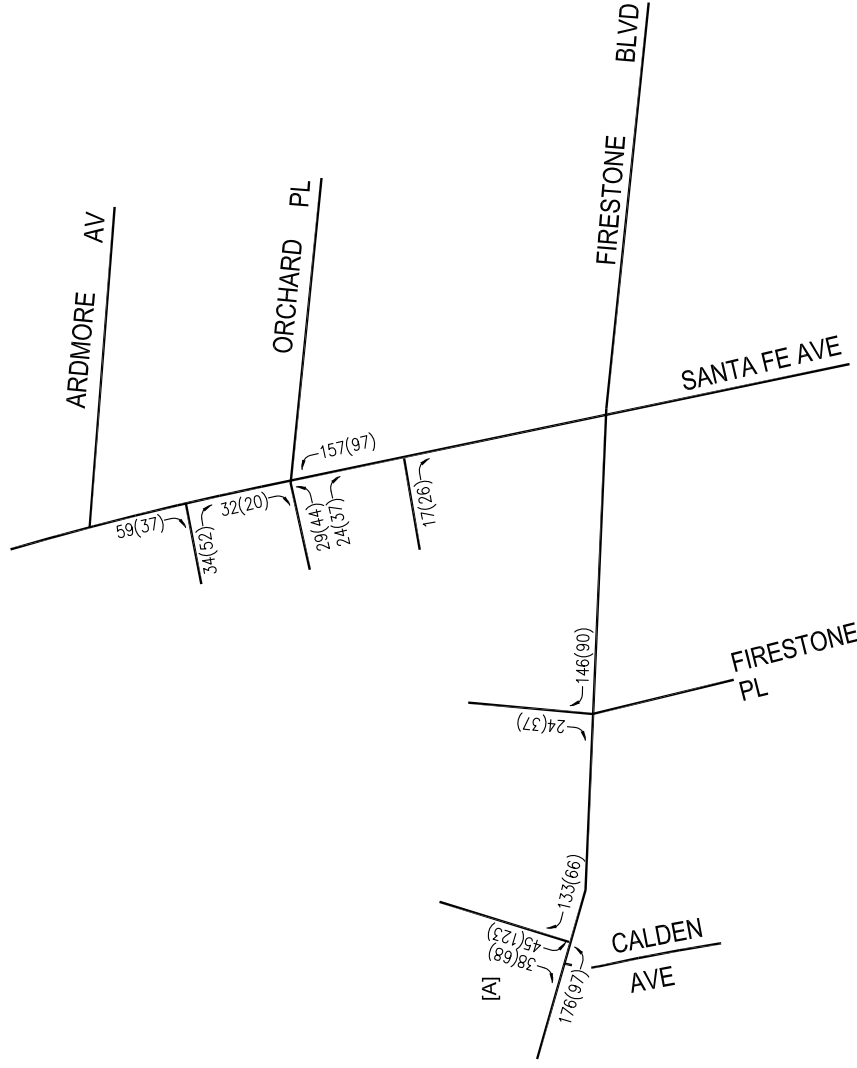 BLVD
FIRESTONE
PL
ORCHARD
AV
ARDMORE
SANTA FE AVE
157(97)
32(20)
59(37)
34(52)
29(44)
24(37)
17(26)
146(90)
24(37)
FIRESTONE
PL
133(66)
45(123)
38(68)
[A]
176(97)
CALDEN
AVE